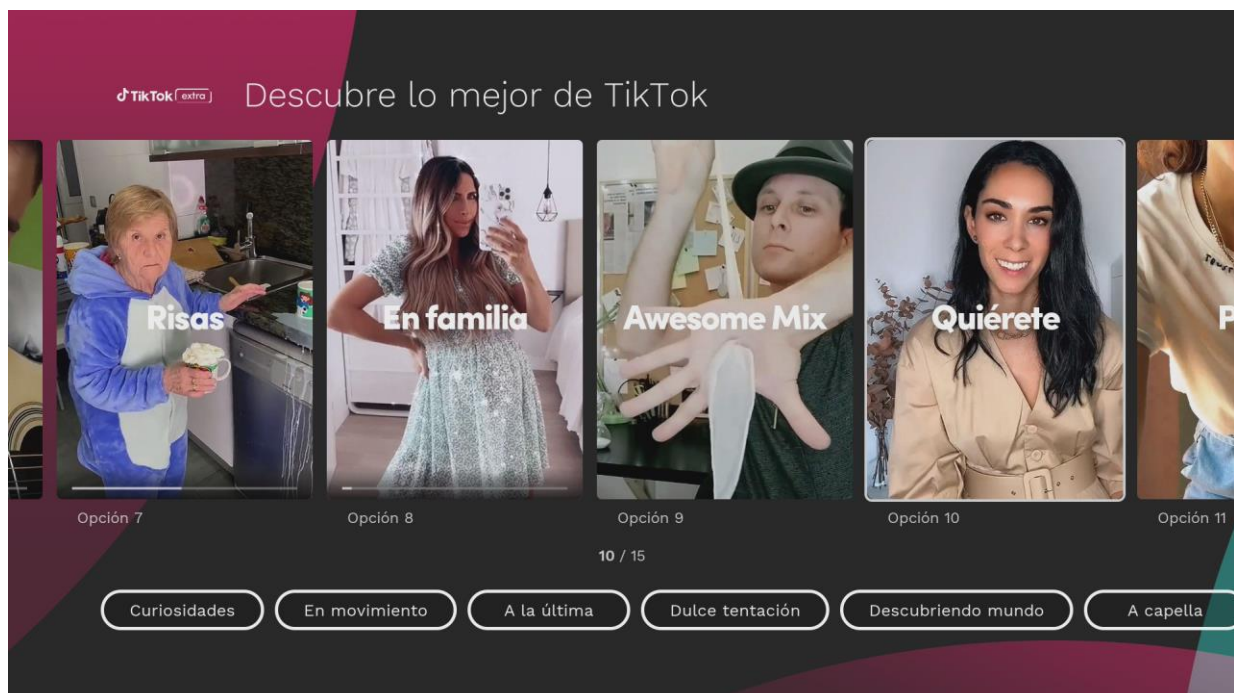 TikTok extra
Descubre lo mejor de TikTok
Risas
En familia
Awesome Mix
Quiérete
P
Opción 7
Opción 8
Opción 9
Opción 10
Opción 11
10 / 15
Curiosidades
En movimiento
A la última
Dulce tentación
Descubriendo mundo
A capella